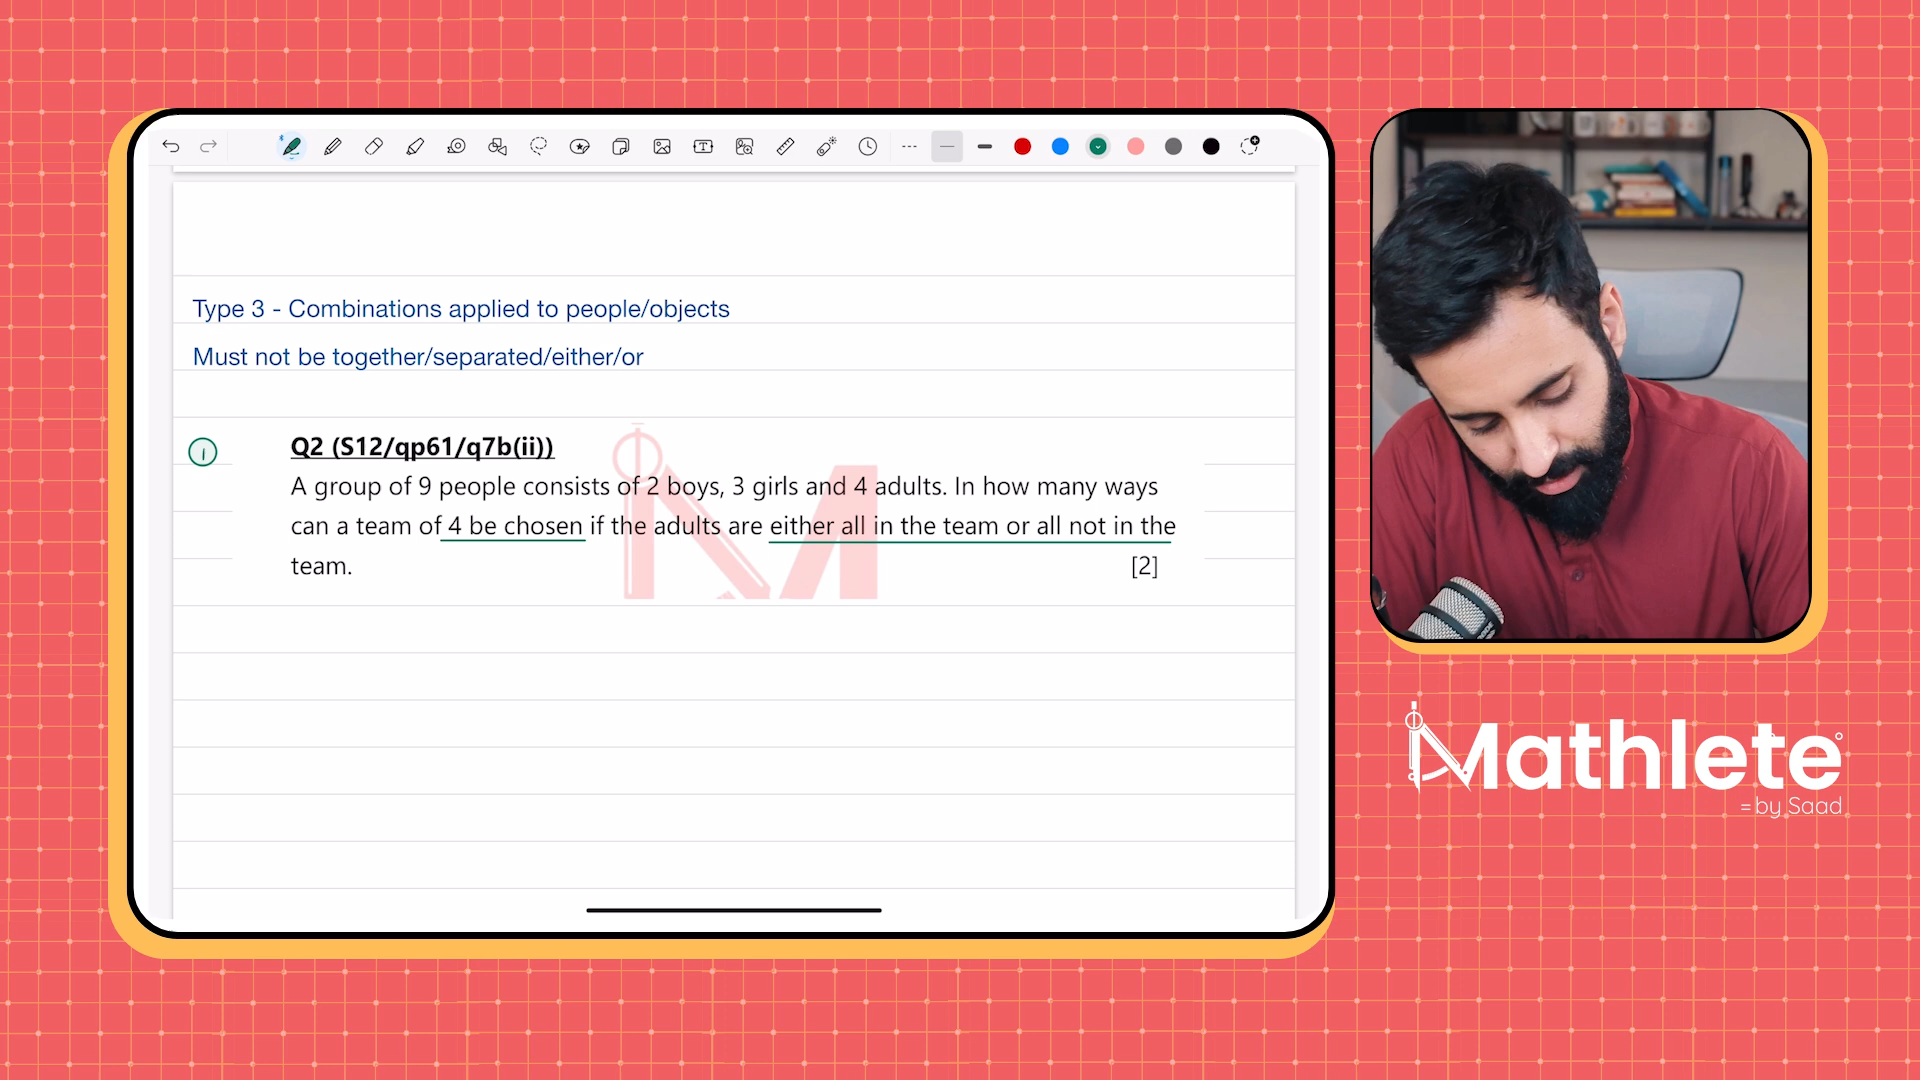 Type 3 - Combinations applied to people/objects
Must not be together/separated/either/or
Q2 (S12/qp61/q7b(ii))
A group of 9 people consists of 2 boys, 3 girls and 4 adults. In how many ways
can a team of 4 be chosen if the adults are either all in the team or all not in the
team. [2]
Mathlete
= by Saad